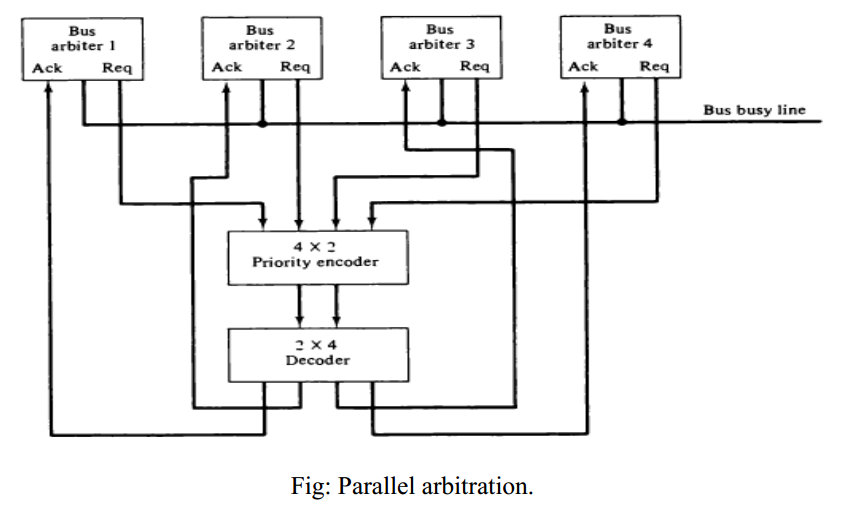 Bus
arbiter 1
Ack Req
Bus
arbiter 2
Ack Req
Bus
arbiter 3
Ack Req
Bus
arbiter 4
Ack Req
Bus busy line
4 × 2
Priority encoder
2 × 4
Decoder
Fig: Parallel arbitration.